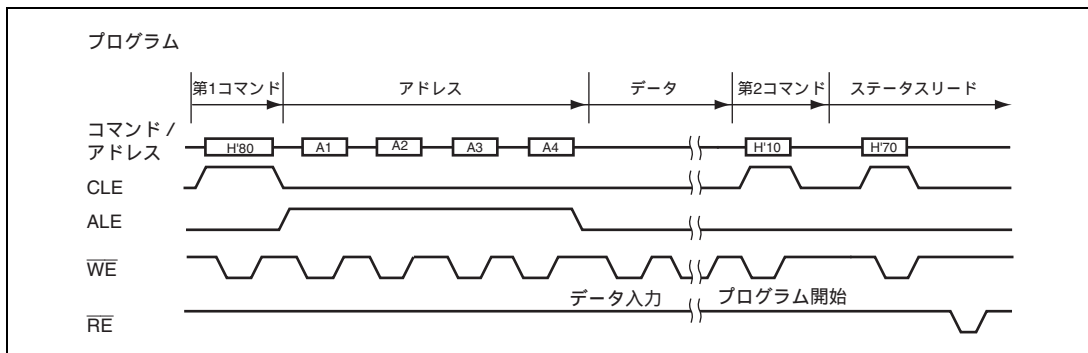 プログラム
第1コマンド アドレス データ 第2コマンド ステータスリード
コマンド /
アドレス
H'80 A1 A2 A3 A4 H'10 H'70
CLE
ALE
WE
データ入力 プログラム開始
RE